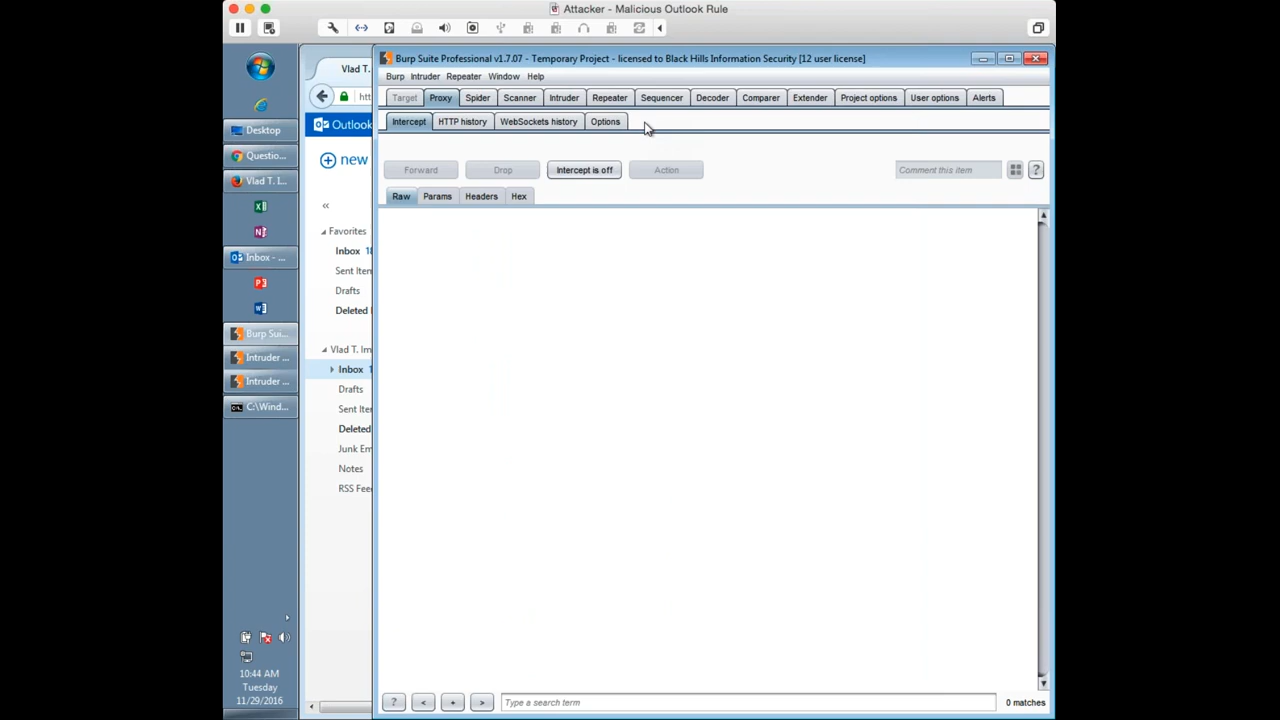 Attacker - Malicious Outlook Rule
Burp Suite Professional v1.7.07 - Temporary Project - licensed to Black Hills Information Security [12 user license]
Burp Intruder Repeater Window Help
Target Proxy Spider Scanner Intruder Repeater Sequencer Decoder Comparer Extender Project options User options Alerts
Intercept HTTP history WebSockets history Options
Forward Drop Intercept is off Action Comment this item ?
Raw Params Headers Hex
Vlad T.
Outlook
new
«
Favorites
Inbox 18
Sent Item
Drafts
Deleted
Vlad T. Im
Inbox 1
Drafts
Sent Ite
Deleted
Junk Em
Notes
RSS Fee
Desktop
Questio...
Vlad T. I...
Inbox - ...
Burp Sui...
Intruder ...
Intruder ...
C:\Wind...
10:44 AM
Tuesday
11/29/2016
? < + > Type a search term 0 matches